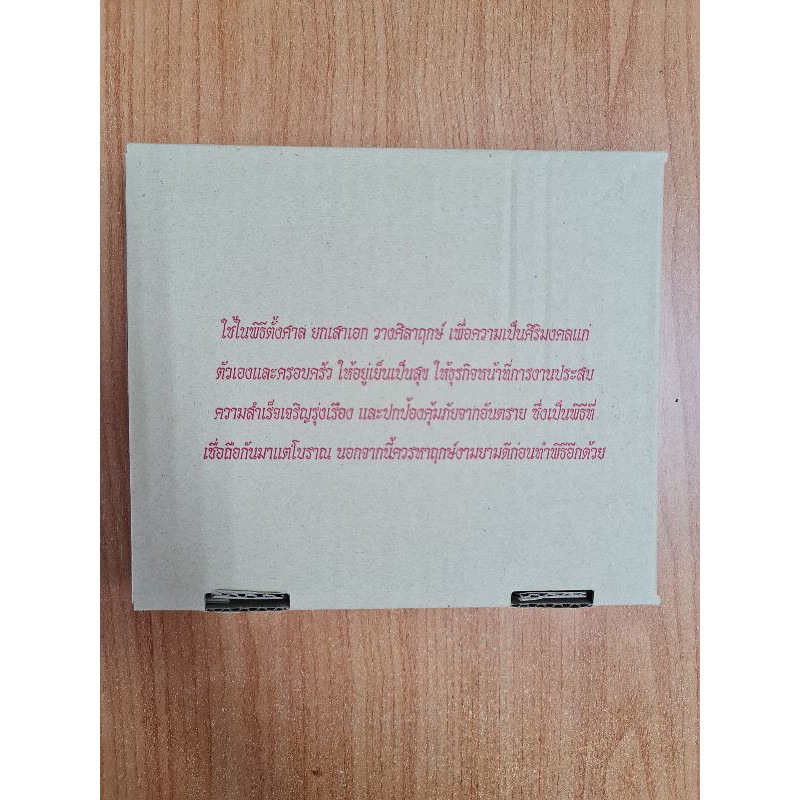 ใช้ในพิธีตั้งศาล ยกเสาเอก วางศิลาฤกษ์ เพื่อความเป็นศิริมงคลแก่
ตัวเองและครอบครัว ให้อยู่เย็นเป็นสุข ให้ธุรกิจหน้าที่การงานประสบ
ความสำเร็จเจริญรุ่งเรือง และปกป้องคุ้มภัยจากอันตราย ซึ่งเป็นพิธีที่
เชื่อถือกันมาแต่โบราณ นอกจากนี้ควรหาฤกษ์งามยามดีก่อนทำพิธีอีกด้วย